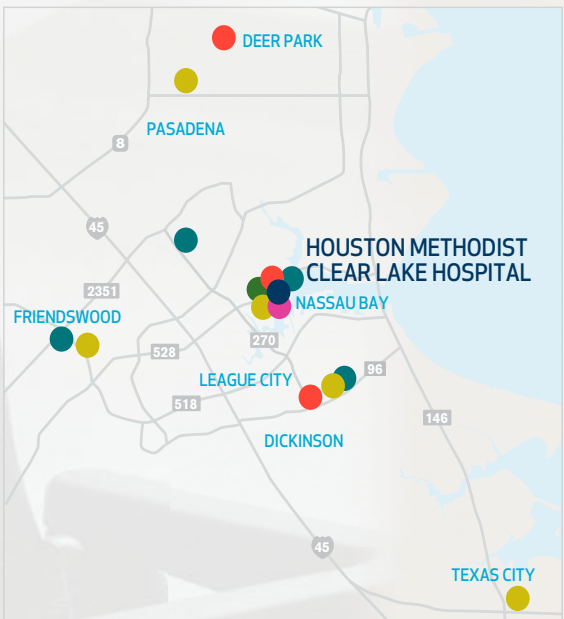 DEER PARK
PASADENA
8
45
HOUSTON METHODIST
CLEAR LAKE HOSPITAL
2351
NASSAU BAY
FRIENDSWOOD
270
528
96
LEAGUE CITY
518
146
DICKINSON
45
TEXAS CITY